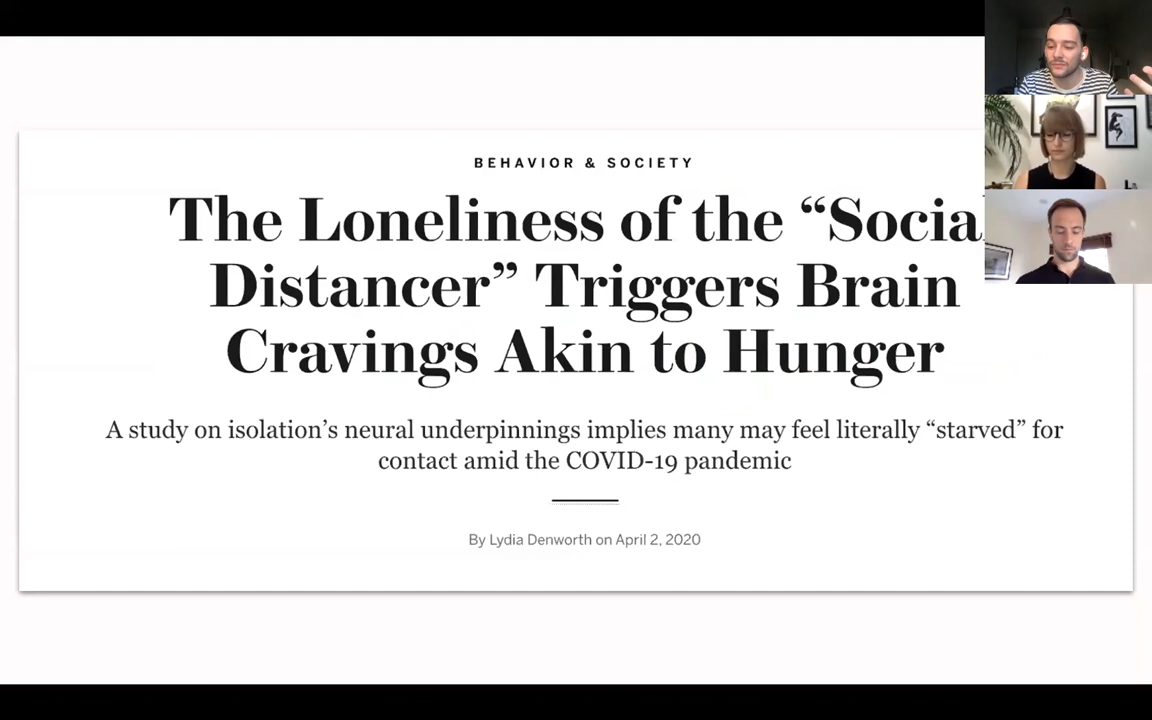 BEHAVIOR & SOCIETY
The Loneliness of the “Social
Distancer” Triggers Brain
Cravings Akin to Hunger
A study on isolation’s neural underpinnings implies many may feel literally “starved” for
contact amid the COVID-19 pandemic
By Lydia Denworth on April 2, 2020